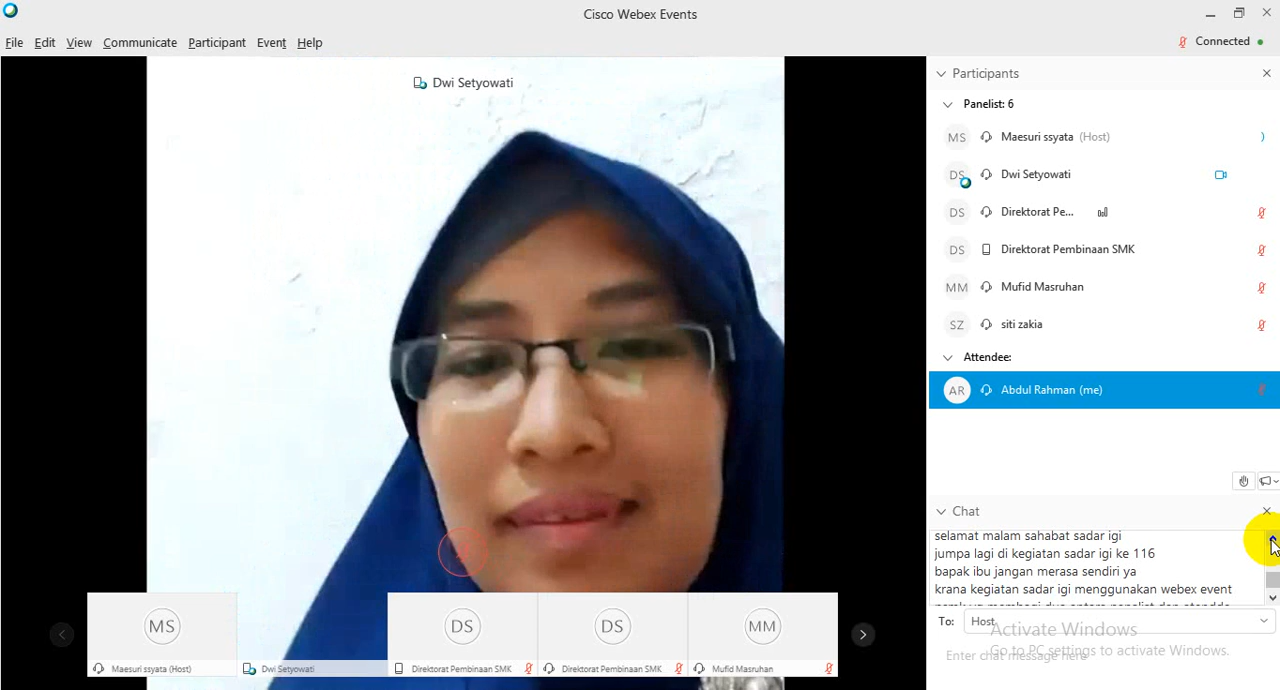 Cisco Webex Events
File Edit View Communicate Participant Event Help
Connected
Dwi Setyowati
Participants
Panelist: 6
MS Maesuri ssyata (Host)
DS Dwi Setyowati
DS Direktorat Pe...
DS Direktorat Pembinaan SMK
MM Mufid Masruhan
SZ siti zakia
Attendee:
AR Abdul Rahman (me)
Chat
selamat malam sahabat sadar igi
jumpa lagi di kegiatan sadar igi ke 116
bapak ibu jangan merasa sendiri ya
krana kegiatan sadar igi menggunakan webex event
To: Host
Enter chat message here
Activate Windows
Go to PC settings to activate Windows.
MS DS DS MM
Maesuri ssyata (Host) Dwi Setyowati Direktorat Pembinaan SMK Direktorat Pembinaan SMK Mufid Masruhan